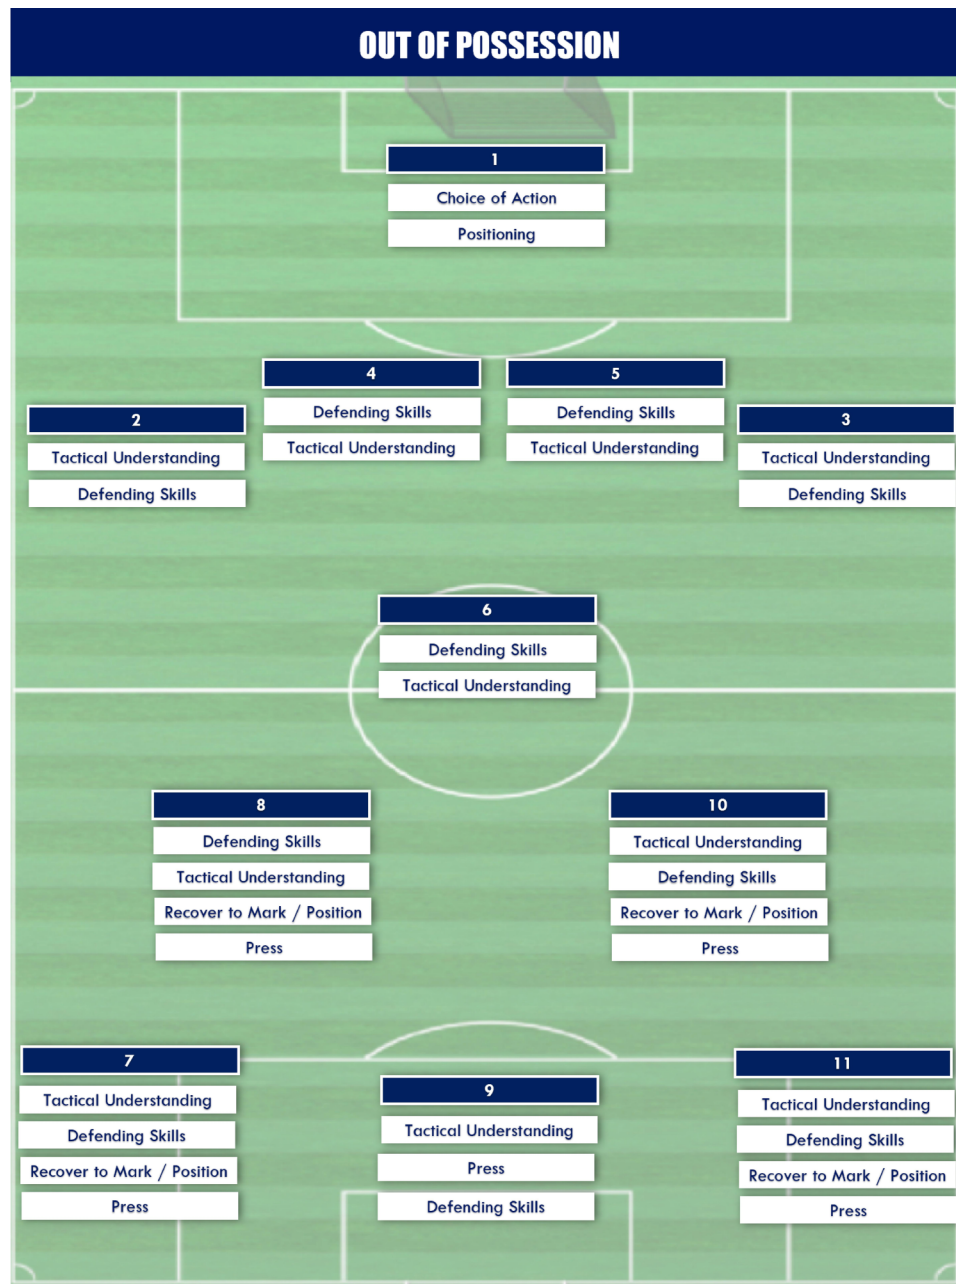 OUT OF POSSESSION
1
Choice of Action
Positioning
4
Defending Skills
Tactical Understanding
5
Defending Skills
Tactical Understanding
2
Tactical Understanding
Defending Skills
3
Tactical Understanding
Defending Skills
6
Defending Skills
Tactical Understanding
8
Defending Skills
Tactical Understanding
Recover to Mark / Position
Press
10
Tactical Understanding
Defending Skills
Recover to Mark / Position
Press
7
Tactical Understanding
Defending Skills
Recover to Mark / Position
Press
9
Tactical Understanding
Press
Defending Skills
11
Tactical Understanding
Defending Skills
Recover to Mark / Position
Press